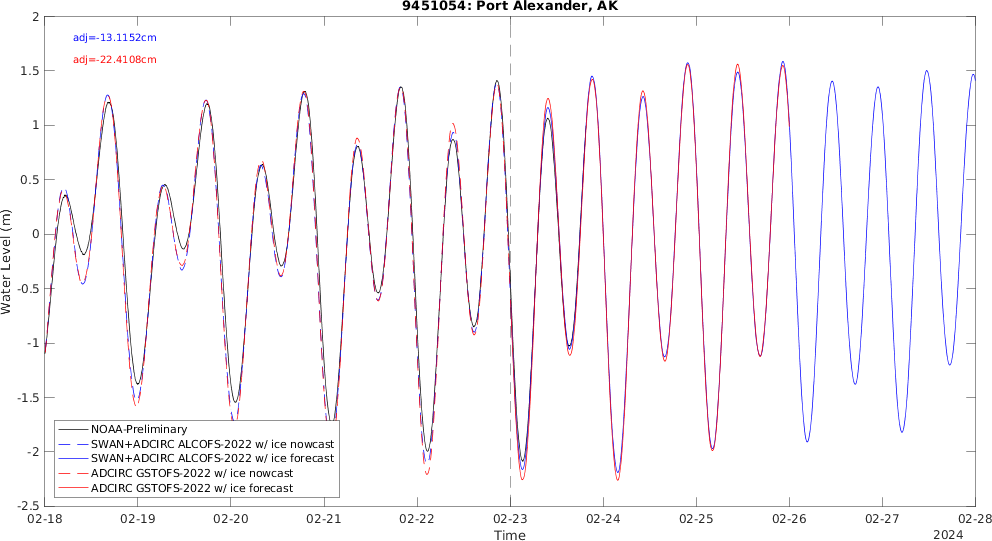 9451054: Port Alexander, AK
adj=-13.1152cm
adj=-22.4108cm
2
1.5
1
0.5
0
-0.5
-1
-1.5
-2
-2.5
Water Level (m)
NOAA-Preliminary
SWAN+ADCIRC ALCOFS-2022 w/ ice nowcast
SWAN+ADCIRC ALCOFS-2022 w/ ice forecast
ADCIRC GSTOFS-2022 w/ ice nowcast
ADCIRC GSTOFS-2022 w/ ice forecast
02-18 02-19 02-20 02-21 02-22 02-23 02-24 02-25 02-26 02-27 02-28
Time
2024